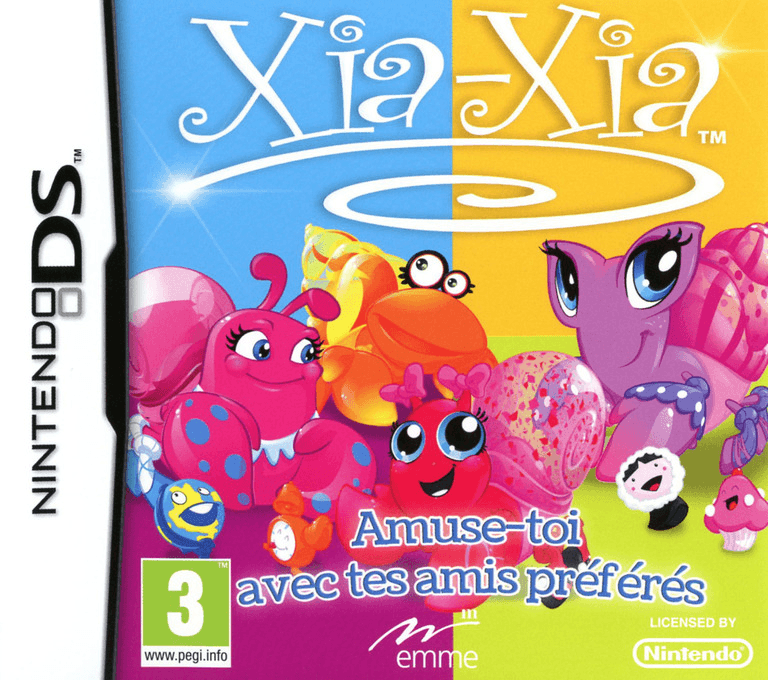 Xia-Xia™
NINTENDO DS™
Amuse-toi
avec tes amis préférés
3
www.pegi.info
m
emme
LICENSED BY
Nintendo®